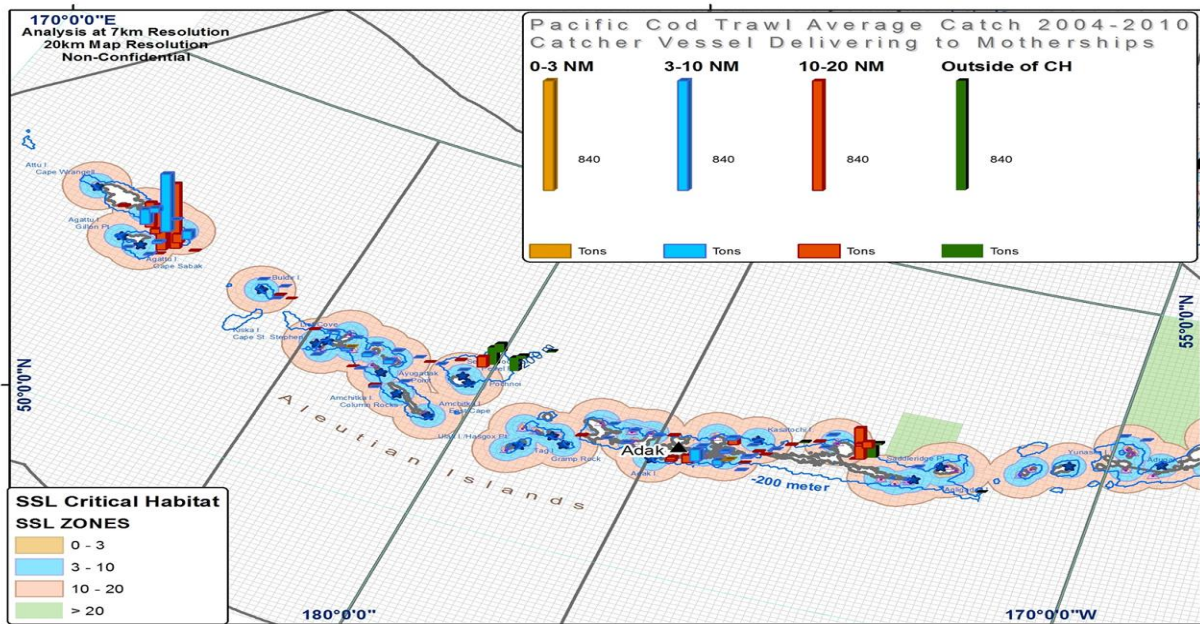 170°0'0"E
Analysis at 7km Resolution
20km Map Resolution
Non-Confidential
Pacific Cod Trawl Average Catch 2004-2010
Catcher Vessel Delivering to Motherships
0-3 NM 3-10 NM 10-20 NM Outside of CH
840 840 840 840
Tons Tons Tons Tons
Attu I.
Cape Wrangell
Agattu I.
Gillon Pt
Agattu I.
Cape Sabak
Buldir I.
Kiska I.
Cape St. Stephen
Cove
55°0'0"N
50°0'0"N
Ayugadak
Point
Pochnoi
Amchitka I.
Column Rocks
Amchitka I.
East Cape
Aleutian Islands
Ulak I./Hasgox Pt
Tag I.
Gramp Rock
Adak
Adak I.
Kasatochi I.
Saddleridge Pt
Yunaska I.
-200 meter
SSL Critical Habitat
SSL ZONES
0 - 3
3 - 10
10 - 20
> 20
180°0'0"
170°0'0"W